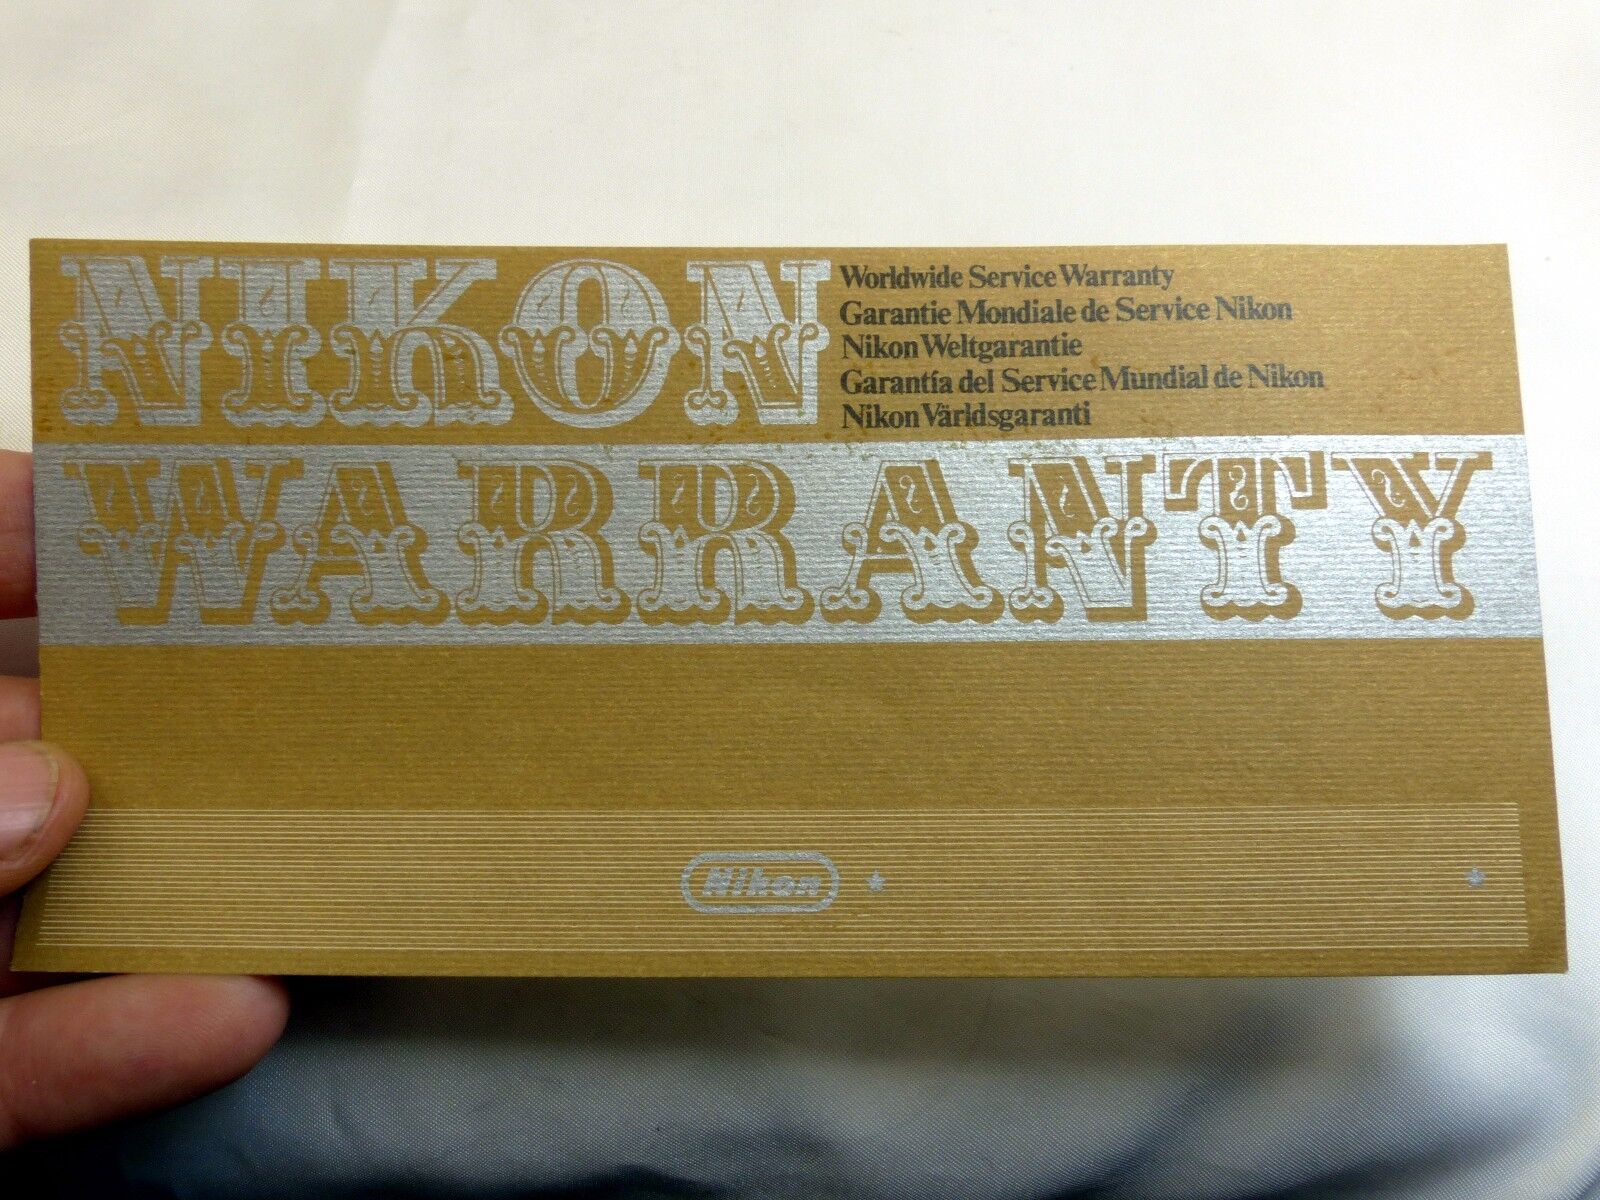 NIKON
Worldwide Service Warranty
Garantie Mondiale de Service Nikon
Nikon Weltgarantie
Garantía del Service Mundial de Nikon
Nikon Världsgaranti
WARRANTY
Nikon